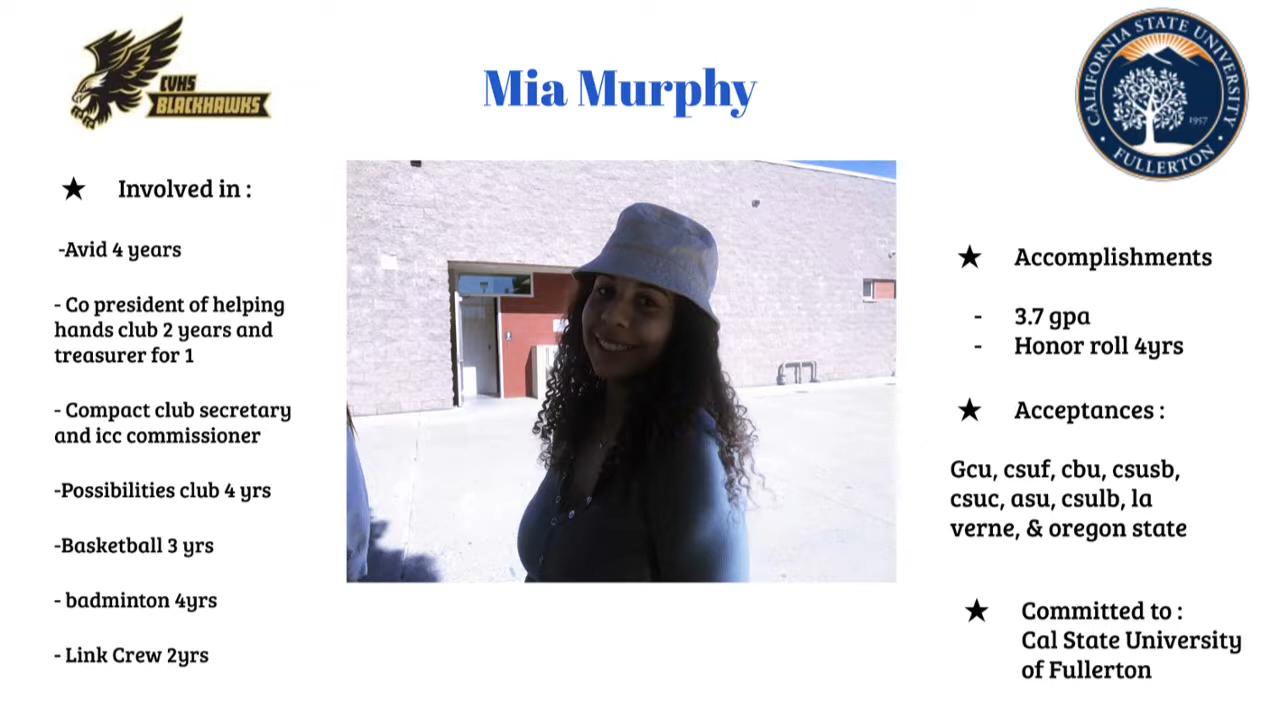 CVHS
BLACKHAWKS
Mia Murphy
CALIFORNIA STATE UNIVERSITY
1957
FULLERTON
★ Involved in :
-Avid 4 years
- Co president of helping
hands club 2 years and
treasurer for 1
- Compact club secretary
and icc commissioner
-Possibilities club 4 yrs
-Basketball 3 yrs
- badminton 4yrs
- Link Crew 2yrs
★ Accomplishments
- 3.7 gpa
- Honor roll 4yrs
★ Acceptances :
Gcu, csuf, cbu, csusb,
csuc, asu, csulb, la
verne, & oregon state
★ Committed to :
Cal State University
of Fullerton